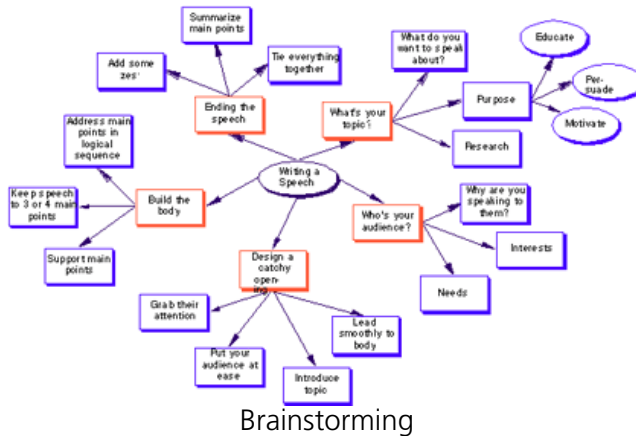 Summarize
main points
What do you
want to speak
about?
Educate
Add some
zes
Tie everything
together
Per-
suade
Ending the
speech
What's your
topic?
Purpose
Motivate
Address main
points in
logical
sequence
Research
Writing a
Speech
Why are you
speaking to
them?
Keep speech
to 3 or 4 main
points
Build the
body
Who's your
audience?
Interests
Support main
points
Design a
catchy
open-
ing
Needs
Grab their
attention
Lead
smoothly to
body
Put your
audience at
ease
Introduce
topic
Brainstorming